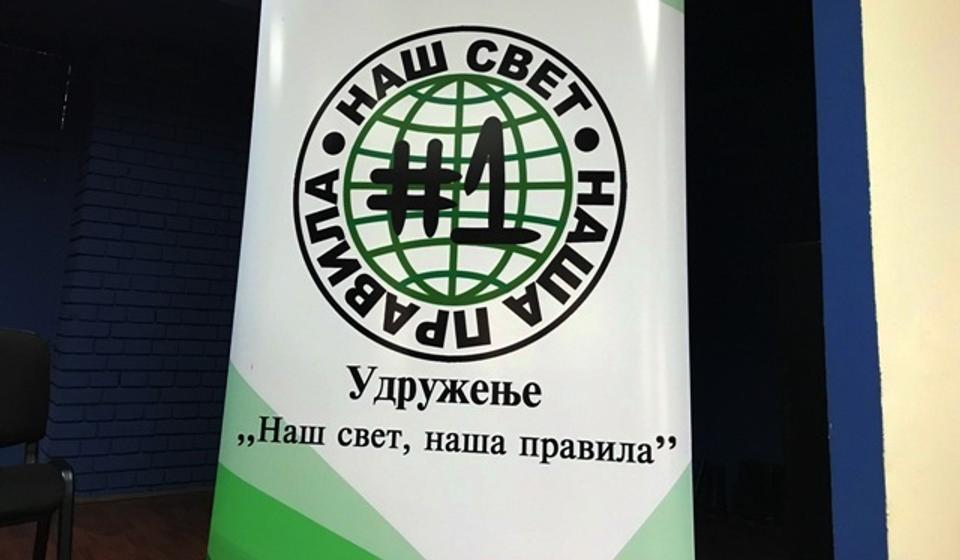 НАШ СВЕТ • НАША ПРАВИЛА •
#1
Удружење
,,Наш свет, наша правила”